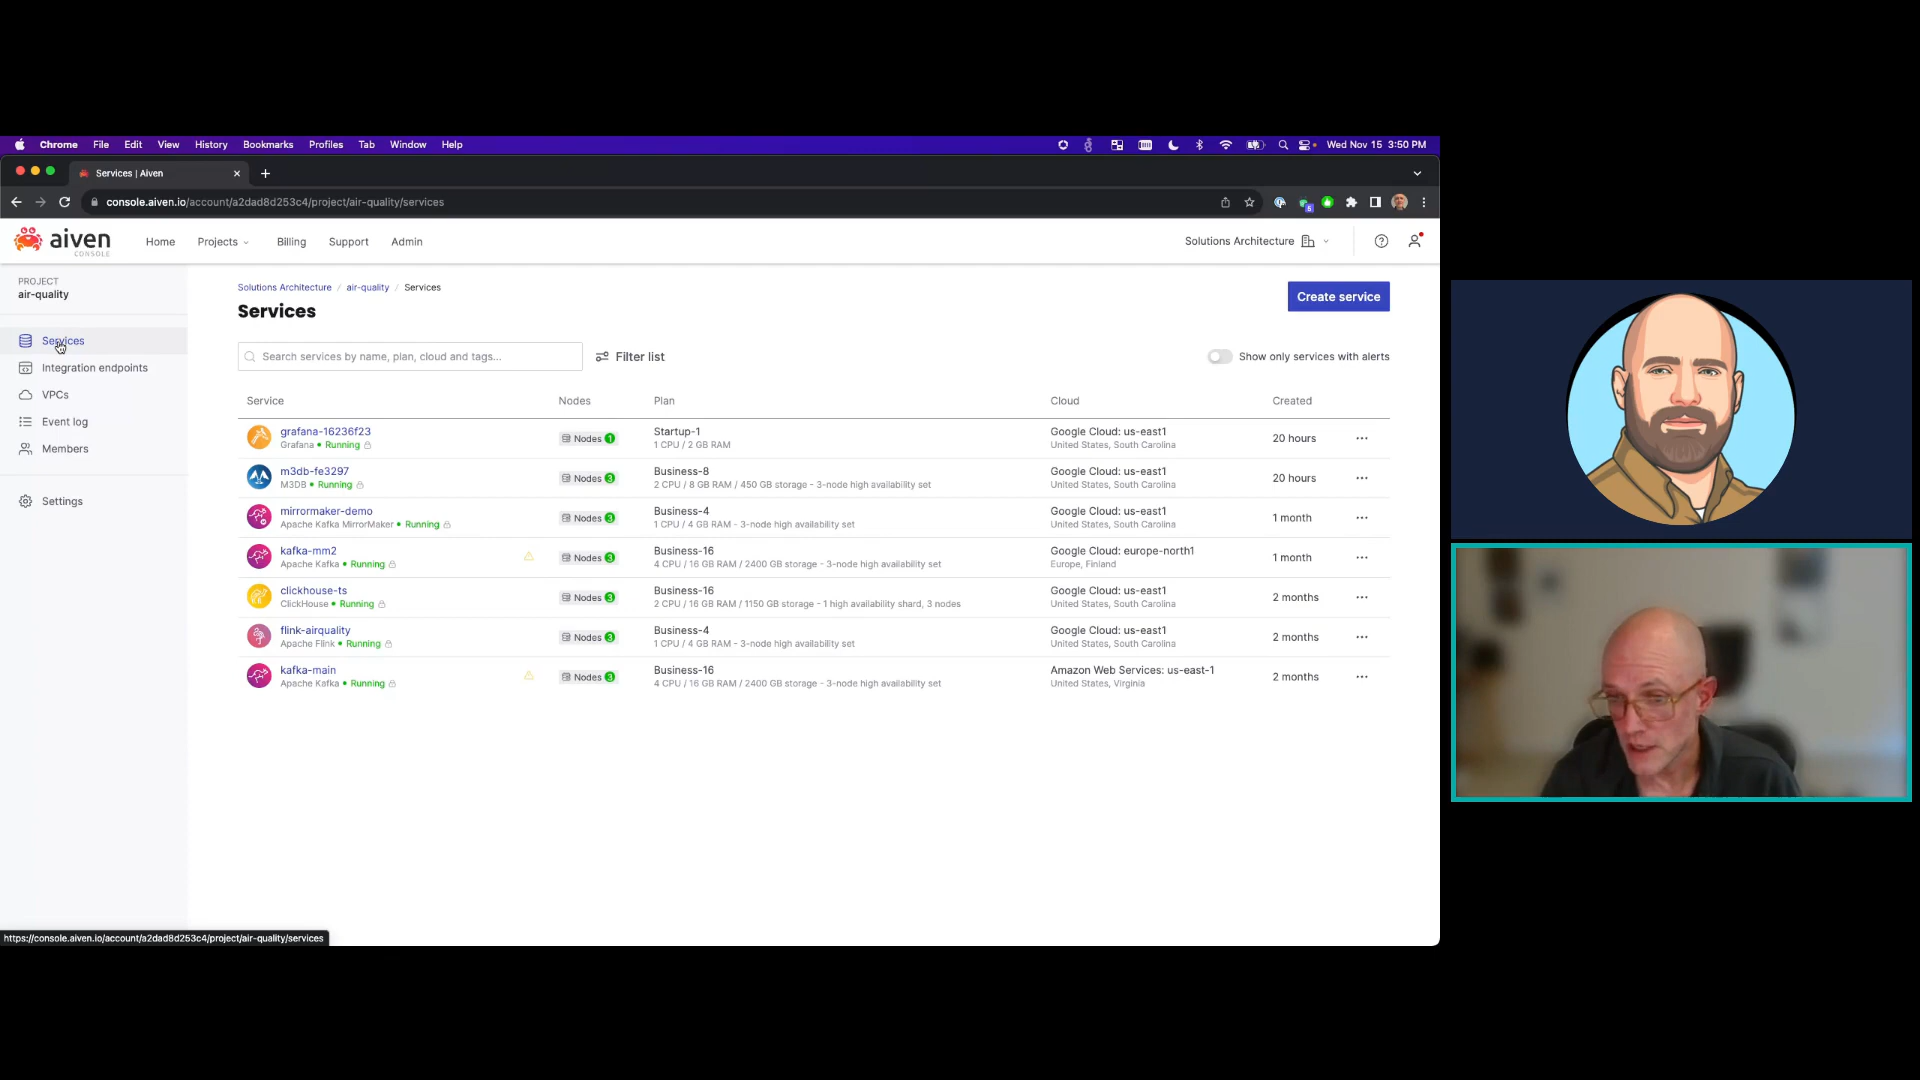 Chrome File Edit View History Bookmarks Profiles Tab Window Help
Wed Nov 15 3:50 PM
Services | Aiven
console.aiven.io/account/a2dad8d253c4/project/air-quality/services
5
aiven
CONSOLE
Home Projects Billing Support Admin
Solutions Architecture
PROJECT
air-quality
Services
Integration endpoints
VPCs
Event log
Members
Settings
Solutions Architecture / air-quality / Services
Services
Create service
Search services by name, plan, cloud and tags...
Filter list
Show only services with alerts
Service Nodes Plan Cloud Created
grafana-16236f23
Grafana • Running
Nodes 1
Startup-1
1 CPU / 2 GB RAM
Google Cloud: us-east1
United States, South Carolina
20 hours
m3db-fe3297
M3DB • Running
Nodes 3
Business-8
2 CPU / 8 GB RAM / 450 GB storage - 3-node high availability set
Google Cloud: us-east1
United States, South Carolina
20 hours
mirrormaker-demo
Apache Kafka MirrorMaker • Running
Nodes 3
Business-4
1 CPU / 4 GB RAM - 3-node high availability set
Google Cloud: us-east1
United States, South Carolina
1 month
kafka-mm2
Apache Kafka • Running
Nodes 3
Business-16
4 CPU / 16 GB RAM / 2400 GB storage - 3-node high availability set
Google Cloud: europe-north1
Europe, Finland
1 month
clickhouse-ts
ClickHouse • Running
Nodes 3
Business-16
2 CPU / 16 GB RAM / 1150 GB storage - 1 high availability shard, 3 nodes
Google Cloud: us-east1
United States, South Carolina
2 months
flink-airquality
Apache Flink • Running
Nodes 3
Business-4
1 CPU / 4 GB RAM - 3-node high availability set
Google Cloud: us-east1
United States, South Carolina
2 months
kafka-main
Apache Kafka • Running
Nodes 3
Business-16
4 CPU / 16 GB RAM / 2400 GB storage - 3-node high availability set
Amazon Web Services: us-east-1
United States, Virginia
2 months
https://console.aiven.io/account/a2dad8d253c4/project/air-quality/services